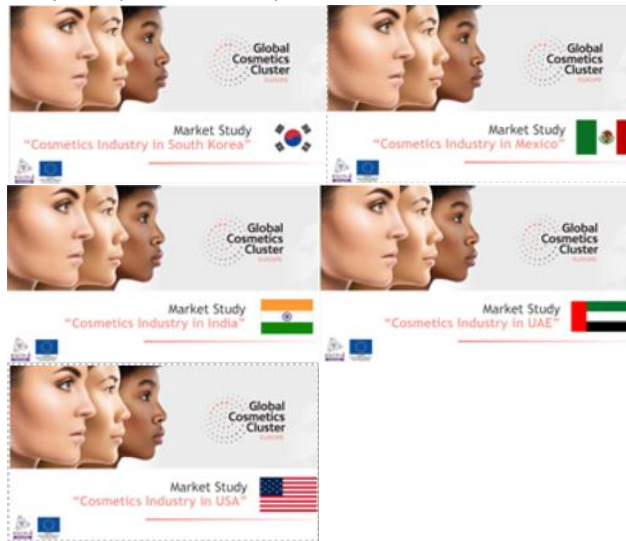 Global
Cosmetics
Cluster
EUROPE
Market Study
"Cosmetics Industry in South Korea"
Global
Cosmetics
Cluster
EUROPE
Market Study
"Cosmetics Industry in Mexico"
Global
Cosmetics
Cluster
EUROPE
Market Study
"Cosmetics Industry in India"
Global
Cosmetics
Cluster
EUROPE
Market Study
"Cosmetics Industry in UAE"
Global
Cosmetics
Cluster
EUROPE
Market Study
"Cosmetics Industry in USA"